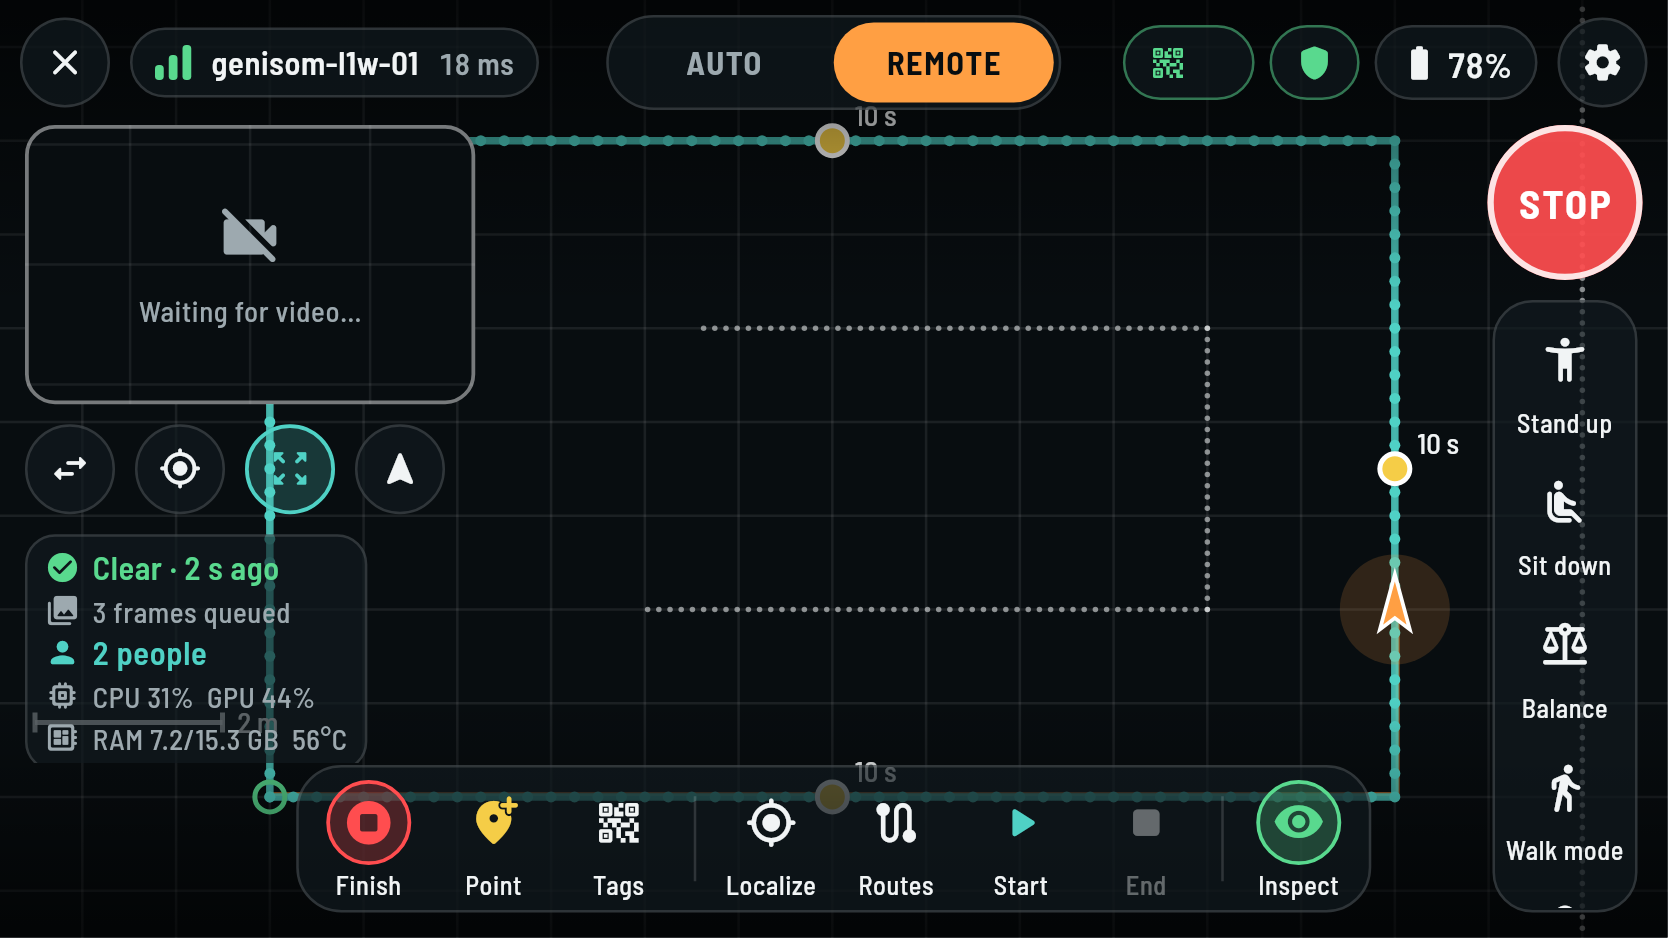 genisom-l1w-01 18 ms
AUTO REMOTE
78%
10 s
STOP
Waiting for video...
Stand up
10 s
Sit down
Clear · 2 s ago
3 frames queued
2 people
CPU 31% GPU 44%
2 m
RAM 7.2/15.3 GB 56°C
Balance
10 s
Walk mode
Finish
Point
Tags
Localize
Routes
Start
End
Inspect